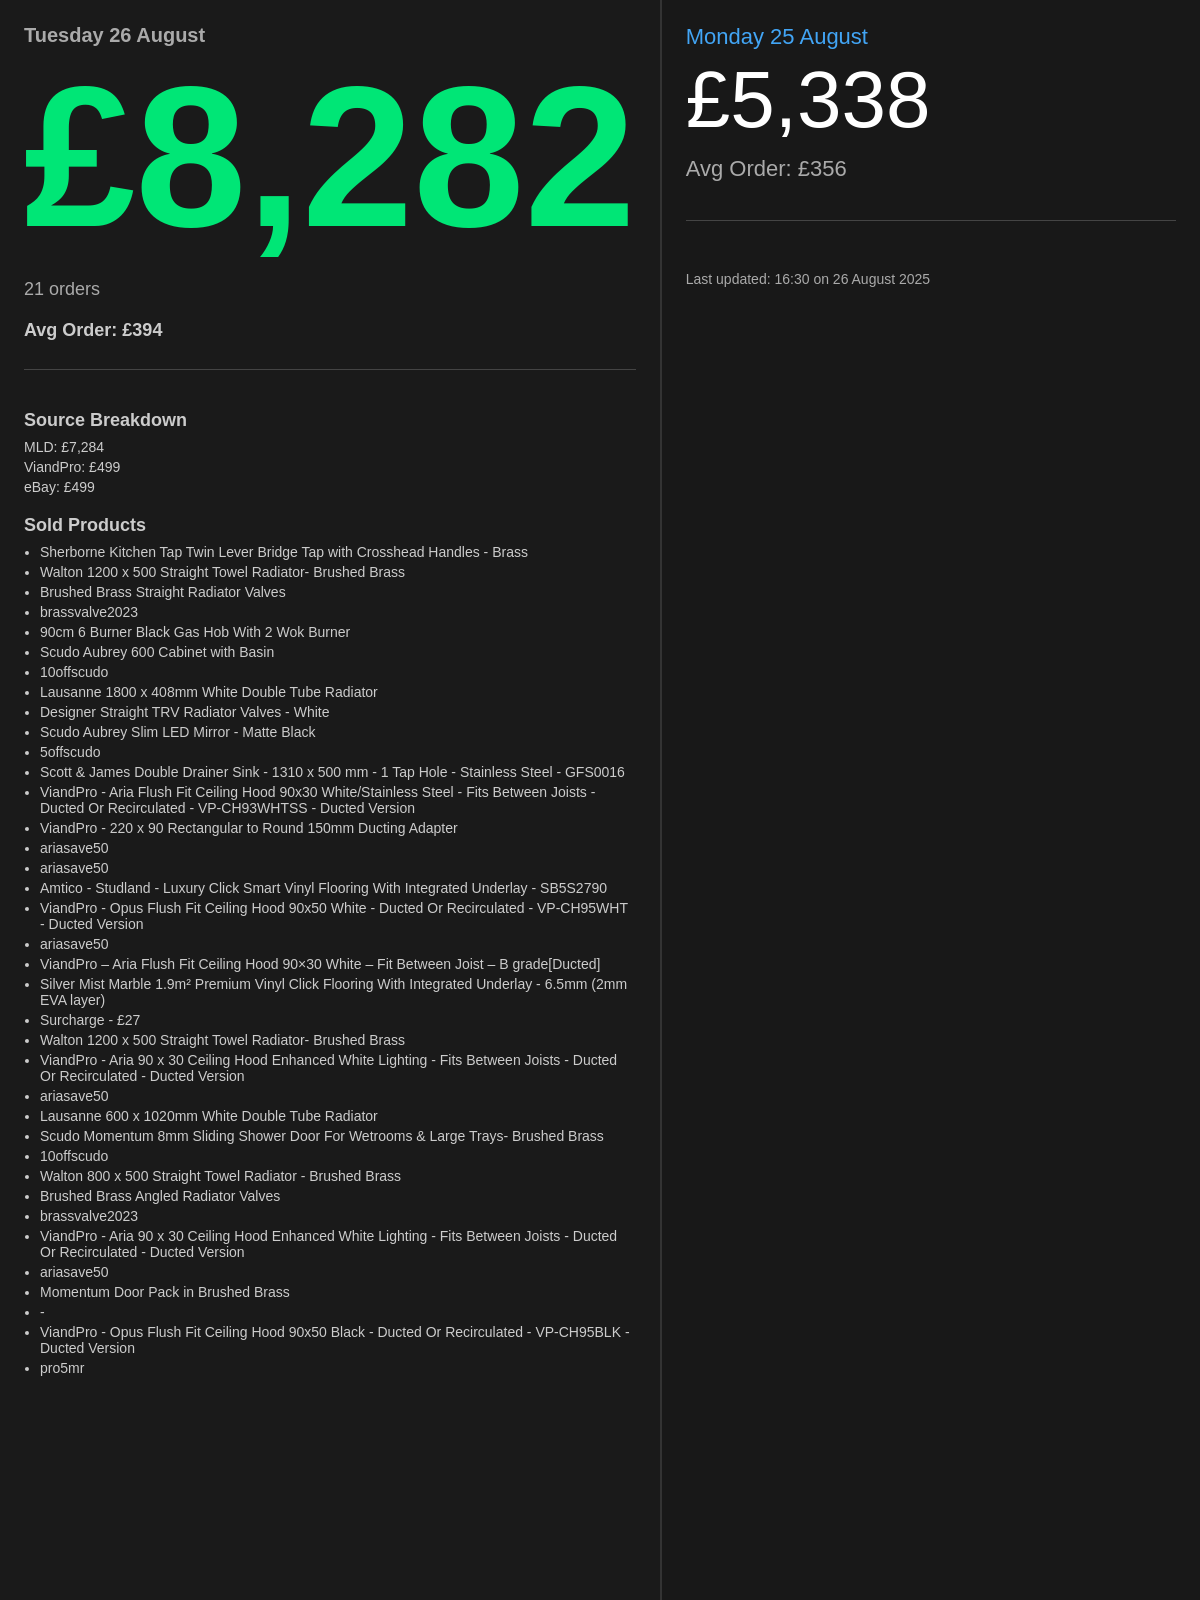 Tuesday 26 August
£8,282
21 orders
Avg Order: £394
Source Breakdown
MLD: £7,284
ViandPro: £499
eBay: £499
Sold Products
• Sherborne Kitchen Tap Twin Lever Bridge Tap with Crosshead Handles - Brass
• Walton 1200 x 500 Straight Towel Radiator- Brushed Brass
• Brushed Brass Straight Radiator Valves
• brassvalve2023
• 90cm 6 Burner Black Gas Hob With 2 Wok Burner
• Scudo Aubrey 600 Cabinet with Basin
• 10offscudo
• Lausanne 1800 x 408mm White Double Tube Radiator
• Designer Straight TRV Radiator Valves - White
• Scudo Aubrey Slim LED Mirror - Matte Black
• 5offscudo
• Scott & James Double Drainer Sink - 1310 x 500 mm - 1 Tap Hole - Stainless Steel - GFS0016
• ViandPro - Aria Flush Fit Ceiling Hood 90x30 White/Stainless Steel - Fits Between Joists -
Ducted Or Recirculated - VP-CH93WHTSS - Ducted Version
• ViandPro - 220 x 90 Rectangular to Round 150mm Ducting Adapter
• ariasave50
• ariasave50
• Amtico - Studland - Luxury Click Smart Vinyl Flooring With Integrated Underlay - SB5S2790
• ViandPro - Opus Flush Fit Ceiling Hood 90x50 White - Ducted Or Recirculated - VP-CH95WHT
- Ducted Version
• ariasave50
• ViandPro – Aria Flush Fit Ceiling Hood 90×30 White – Fit Between Joist – B grade[Ducted]
• Silver Mist Marble 1.9m² Premium Vinyl Click Flooring With Integrated Underlay - 6.5mm (2mm
EVA layer)
• Surcharge - £27
• Walton 1200 x 500 Straight Towel Radiator- Brushed Brass
• ViandPro - Aria 90 x 30 Ceiling Hood Enhanced White Lighting - Fits Between Joists - Ducted
Or Recirculated - Ducted Version
• ariasave50
• Lausanne 600 x 1020mm White Double Tube Radiator
• Scudo Momentum 8mm Sliding Shower Door For Wetrooms & Large Trays- Brushed Brass
• 10offscudo
• Walton 800 x 500 Straight Towel Radiator - Brushed Brass
• Brushed Brass Angled Radiator Valves
• brassvalve2023
• ViandPro - Aria 90 x 30 Ceiling Hood Enhanced White Lighting - Fits Between Joists - Ducted
Or Recirculated - Ducted Version
• ariasave50
• Momentum Door Pack in Brushed Brass
• -
• ViandPro - Opus Flush Fit Ceiling Hood 90x50 Black - Ducted Or Recirculated - VP-CH95BLK -
Ducted Version
• pro5mr
Monday 25 August
£5,338
Avg Order: £356
Last updated: 16:30 on 26 August 2025